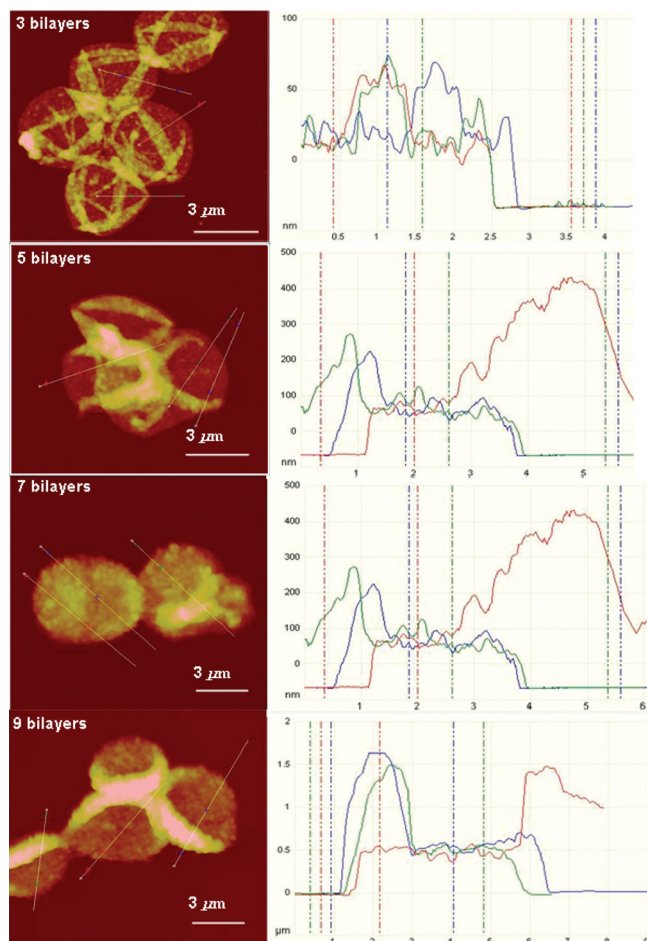 3 bilayers
3 µm
100
50
0
nm
0.5 1 1.5 2 2.5 3 3.5 4
5 bilayers
3 µm
500
400
300
200
100
0
nm
1 2 3 4 5
7 bilayers
3 µm
500
400
300
200
100
0
nm
1 2 3 4 5 6
9 bilayers
3 µm
2
1.5
1
0.5
0
µm
1 2 3 4 5 6 7 8 9